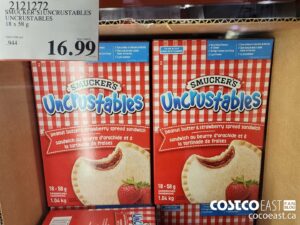 2121272
SMUCKER'S UNCRUSTABLES
UNCRUSTABLES
18 x 58 g
.944
16.99
SMUCKER'S
Uncrustables
peanut butter & strawberry spread sandwich
sandwich au beurre d'arachide et à
la tartinade de fraises
18 - 58 g
1.04 kg
SMUCKER'S
Uncrustables
peanut butter & strawberry spread sandwich
sandwich au beurre d'arachide et à
la tartinade de fraises
18 - 58 g
1.04 kg
COSTCO EAST FAN BLOG
cocoeast.ca